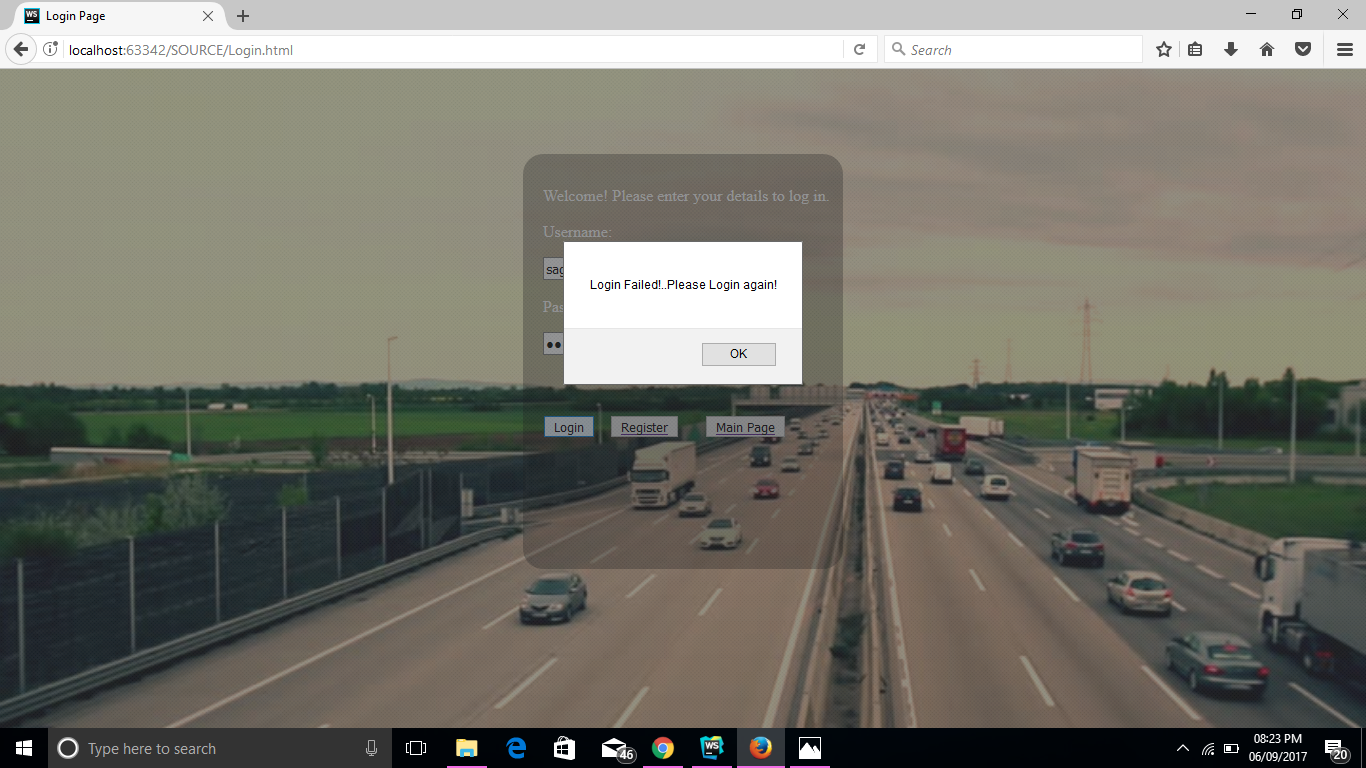 WS Login Page
localhost:63342/SOURCE/Login.html
Search
Welcome! Please enter your details to log in.
Username:
sag
Login Failed!..Please Login again!
Pas
OK
Login Register Main Page
Type here to search
46
WS
08:23 PM
06/09/2017
20